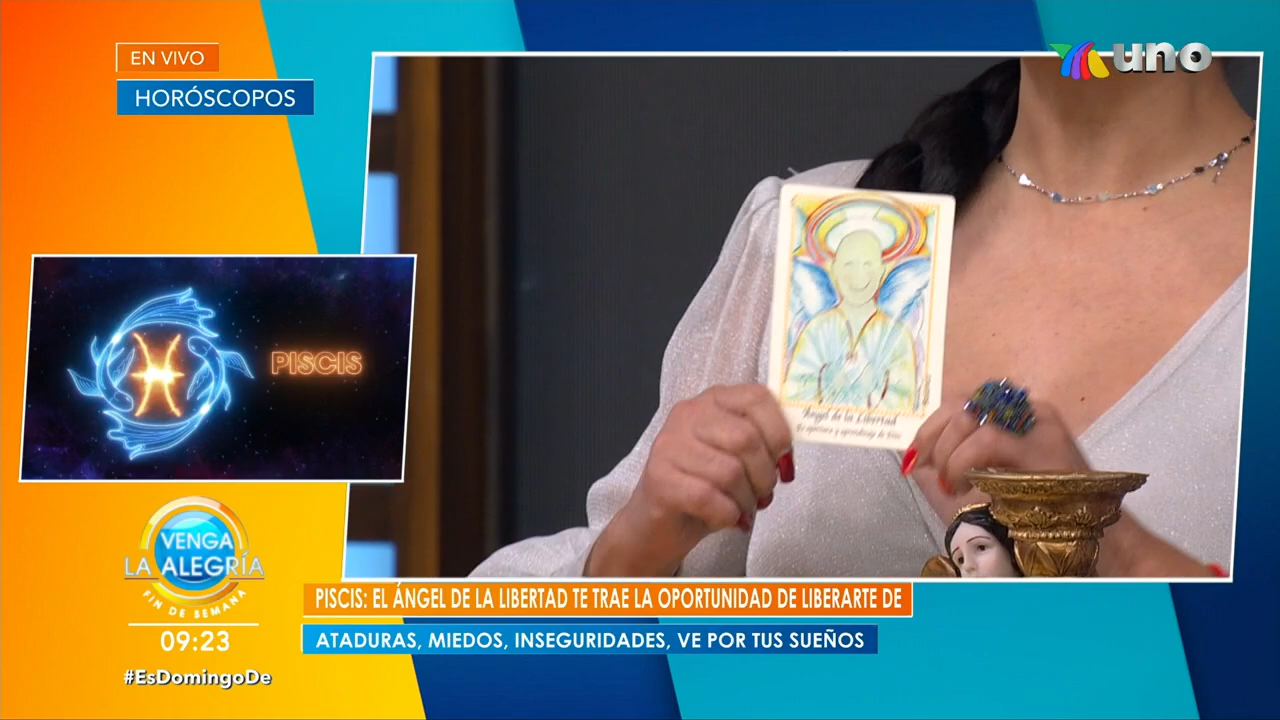 EN VIVO
HORÓSCOPOS
uno
PISCIS
Ángel de la Libertad
VENGA
LA ALEGRÍA
FIN DE SEMANA
09:23
#EsDomingoDe
PISCIS: EL ÁNGEL DE LA LIBERTAD TE TRAE LA OPORTUNIDAD DE LIBERARTE DE
ATADURAS, MIEDOS, INSEGURIDADES, VE POR TUS SUEÑOS